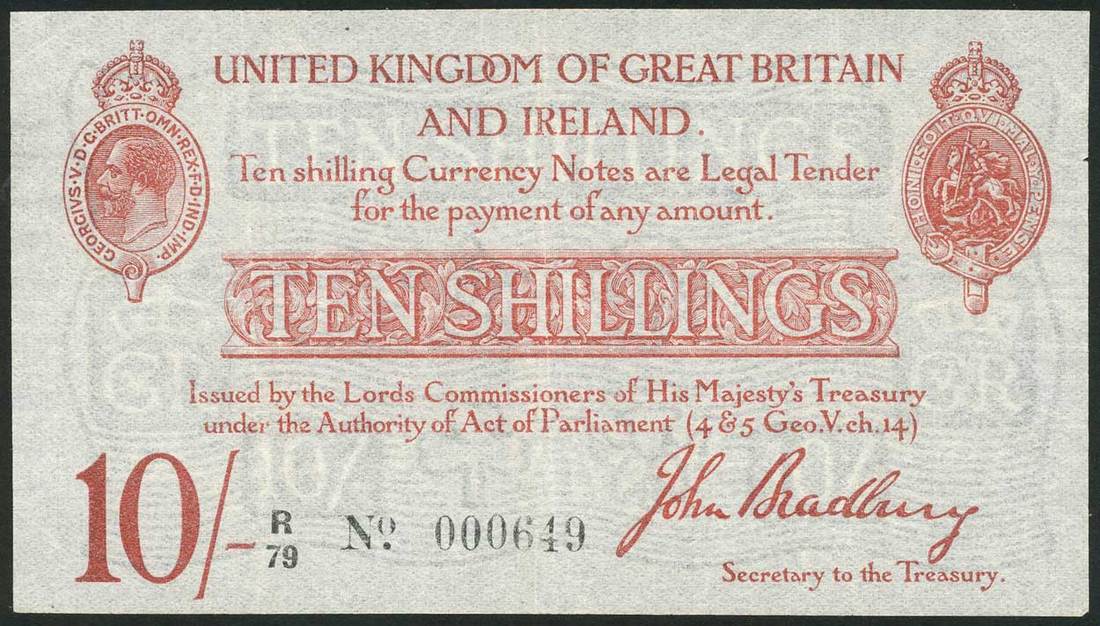 UNITED KINGDOM OF GREAT BRITAIN
AND IRELAND.
GEORGIVS·V·D·G·BRITT·OMN·REX·F·D·IND·IMP.
HONI·SOIT·QVI·MAL·Y·PENSE
Ten shilling Currency Notes are Legal Tender
for the payment of any amount.
TEN SHILLINGS
Issued by the Lords Commissioners of His Majesty's Treasury
under the Authority of Act of Parliament (4 & 5 Geo.V.ch.14)
10/-
R
79
No. 000649
John Bradbury
Secretary to the Treasury.